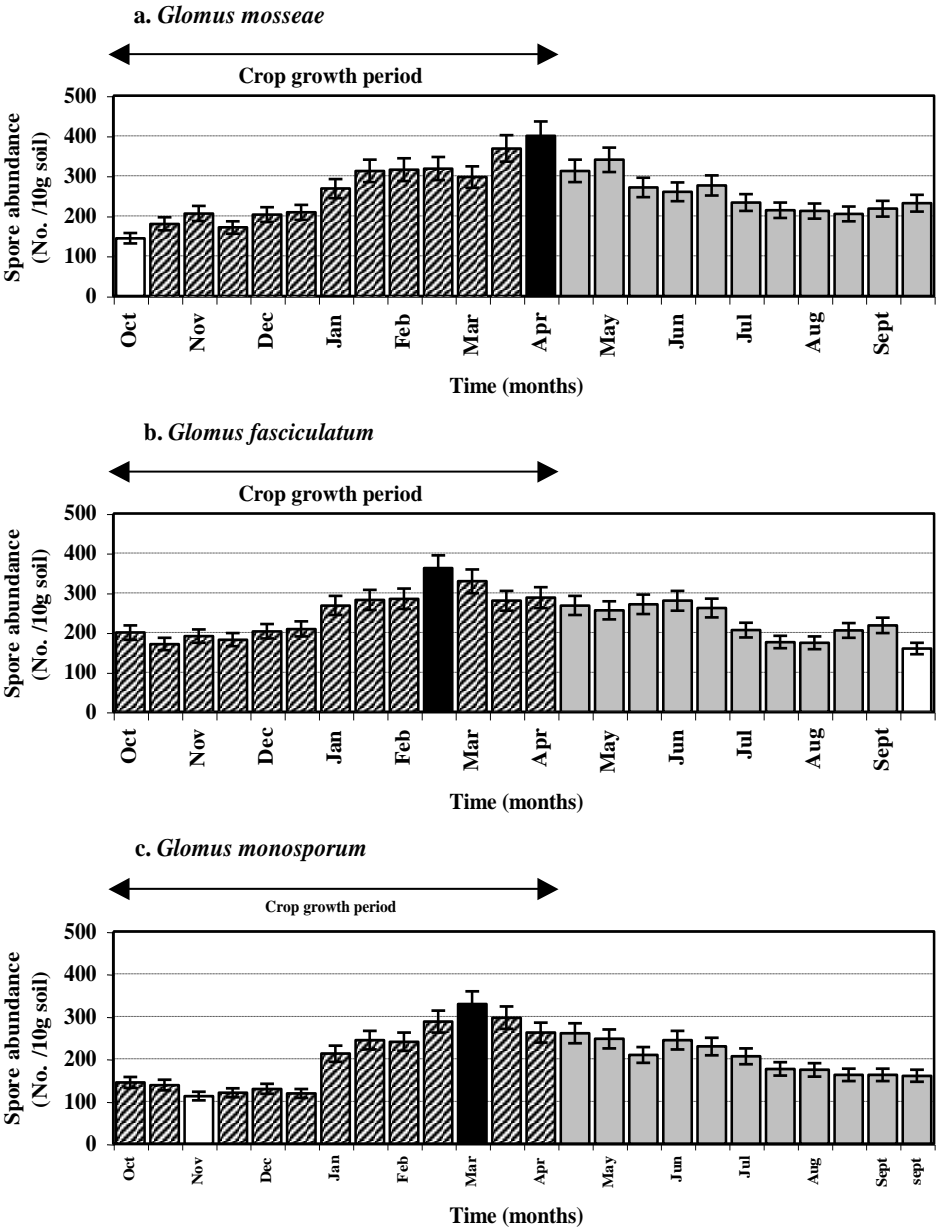 a. Glomus mosseae
Crop growth period
Spore abundance
(No. /10g soil)
500
400
300
200
100
0
Oct
Nov
Dec
Jan
Feb
Mar
Apr
May
Jun
Jul
Aug
Sept
Time (months)
b. Glomus fasciculatum
Crop growth period
Spore abundance
(No. /10g soil)
500
400
300
200
100
0
Oct
Nov
Dec
Jan
Feb
Mar
Apr
May
Jun
Jul
Aug
Sept
Time (months)
c. Glomus monosporum
Crop growth period
Spore abundance
(No. /10g soil)
500
400
300
200
100
0
Oct
Nov
Dec
Jan
Feb
Mar
Apr
May
Jun
Jul
Aug
Sept
sept
Time (months)